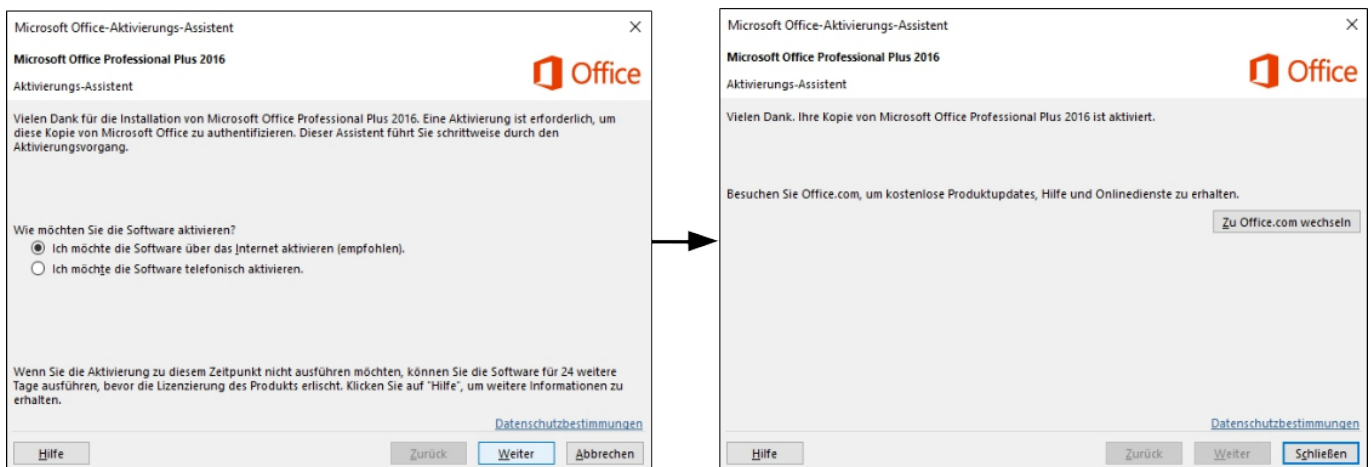 Microsoft Office-Aktivierungs-Assistent
Microsoft Office Professional Plus 2016
Office
Aktivierungs-Assistent
Vielen Dank für die Installation von Microsoft Office Professional Plus 2016. Eine Aktivierung ist erforderlich, um
diese Kopie von Microsoft Office zu authentifizieren. Dieser Assistent führt Sie schrittweise durch den
Aktivierungsvorgang.
Wie möchten Sie die Software aktivieren?
Ich möchte die Software über das Internet aktivieren (empfohlen).
Ich möchte die Software telefonisch aktivieren.
Wenn Sie die Aktivierung zu diesem Zeitpunkt nicht ausführen möchten, können Sie die Software für 24 weitere
Tage ausführen, bevor die Lizenzierung des Produkts erlischt. Klicken Sie auf "Hilfe", um weitere Informationen zu
erhalten.
Datenschutzbestimmungen
Hilfe
Zurück
Weiter
Abbrechen
Microsoft Office-Aktivierungs-Assistent
Microsoft Office Professional Plus 2016
Office
Aktivierungs-Assistent
Vielen Dank. Ihre Kopie von Microsoft Office Professional Plus 2016 ist aktiviert.
Besuchen Sie Office.com, um kostenlose Produktupdates, Hilfe und Onlinedienste zu erhalten.
Zu Office.com wechseln
Datenschutzbestimmungen
Hilfe
Zurück
Weiter
Schließen